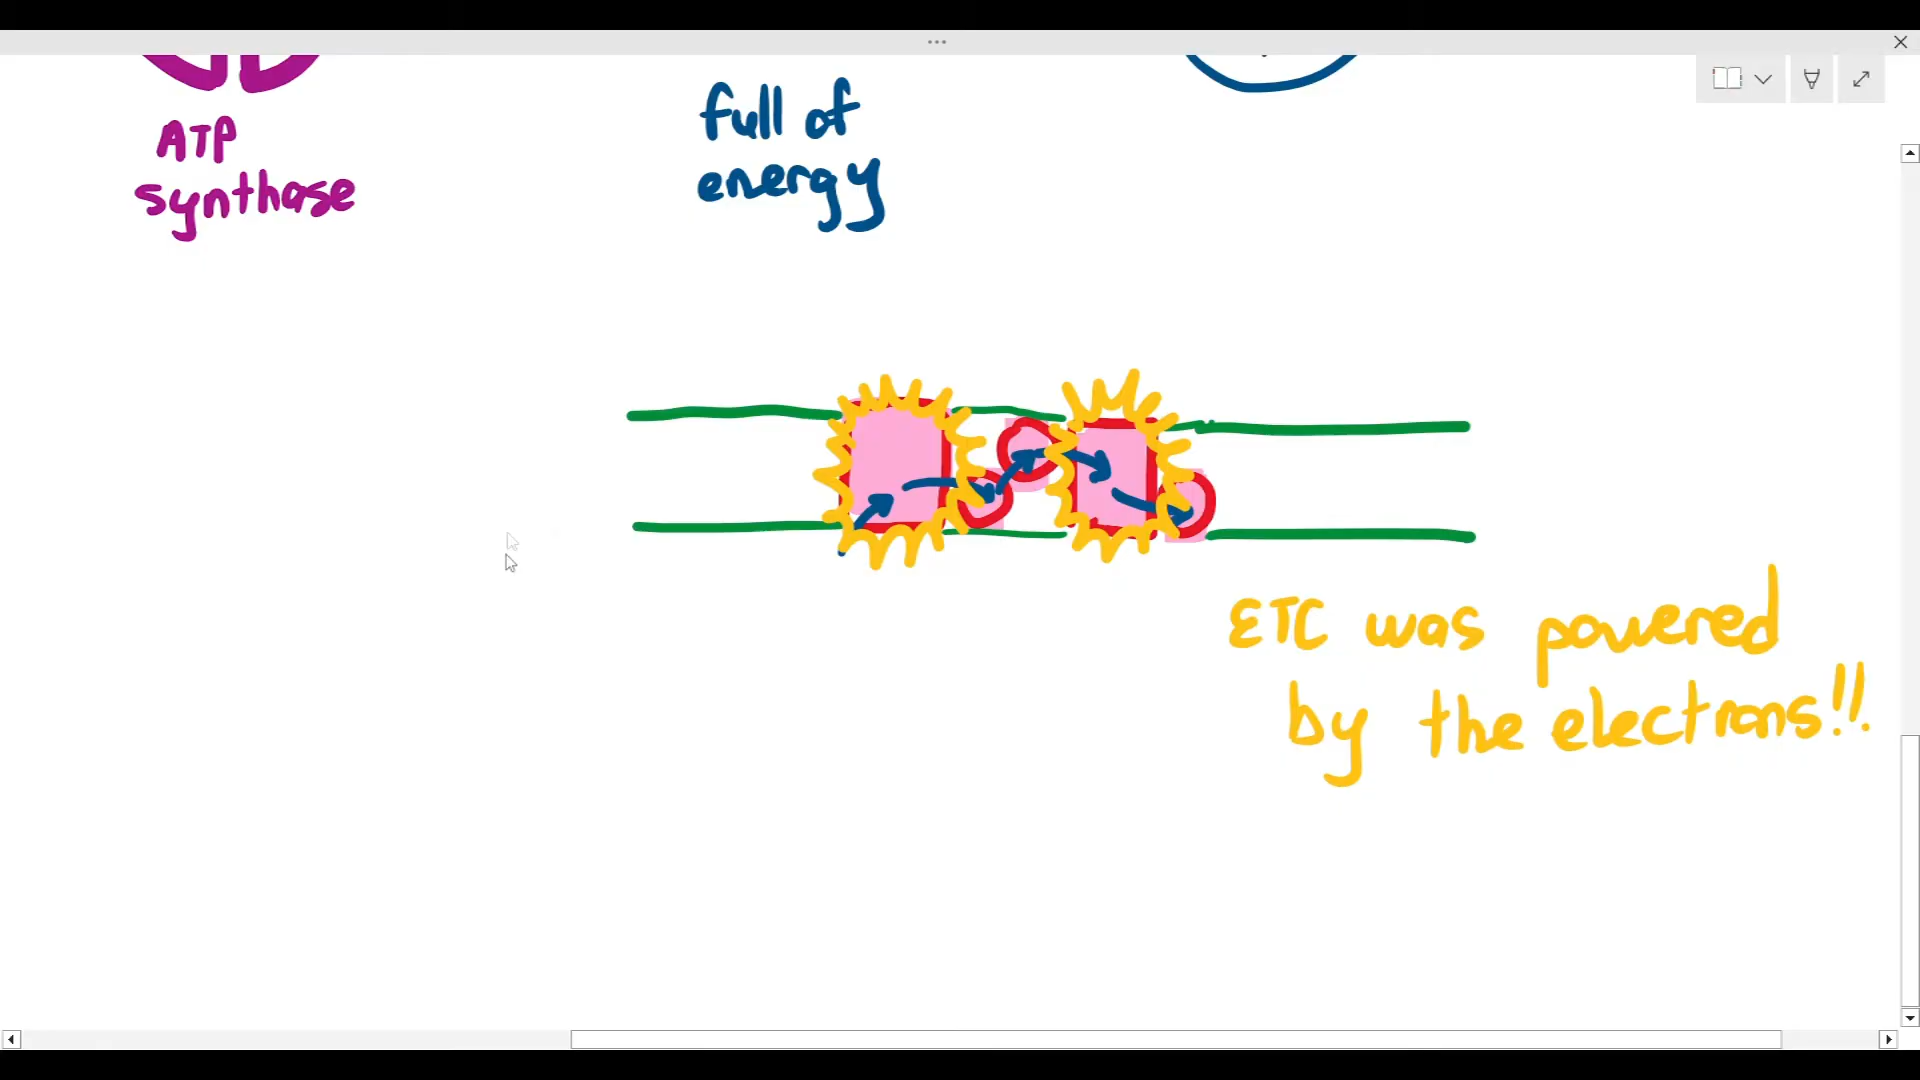 ATP
synthase
full of
energy
ETC was powered
by the electrons!!